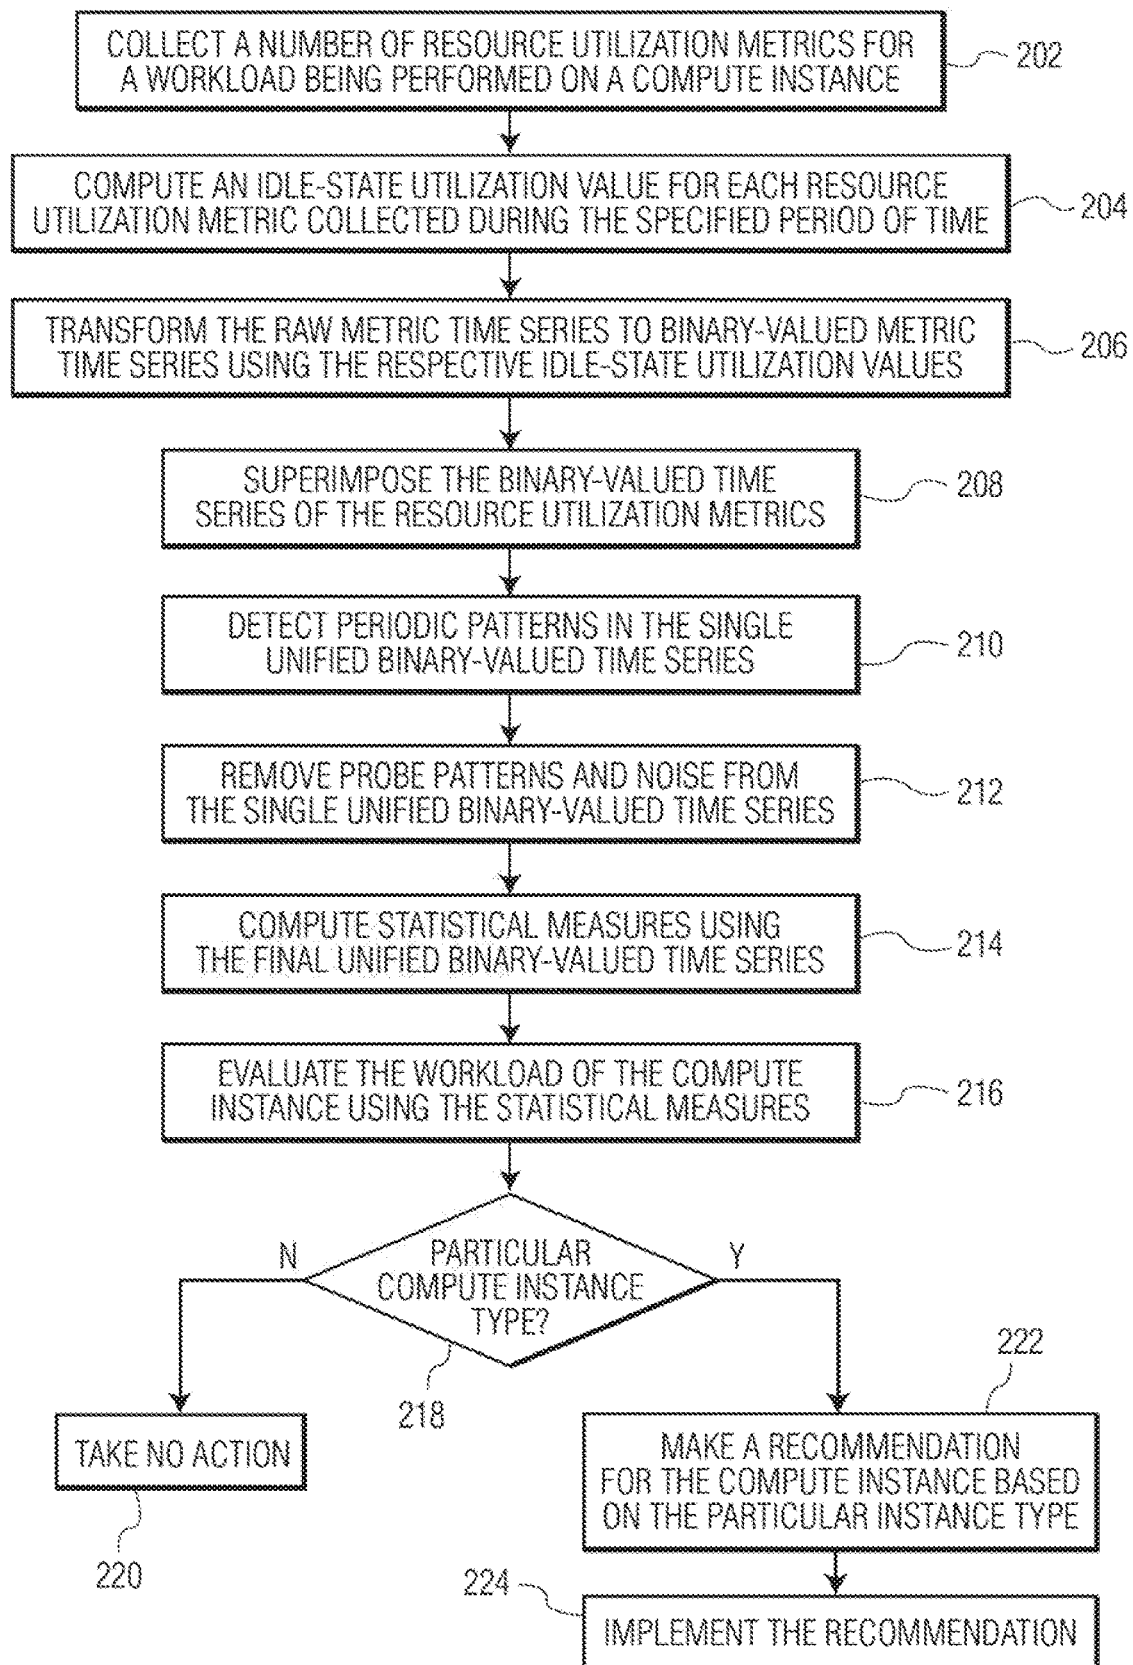 COLLECT A NUMBER OF RESOURCE UTILIZATION METRICS FOR
A WORKLOAD BEING PERFORMED ON A COMPUTE INSTANCE
202
COMPUTE AN IDLE-STATE UTILIZATION VALUE FOR EACH RESOURCE
UTILIZATION METRIC COLLECTED DURING THE SPECIFIED PERIOD OF TIME
204
TRANSFORM THE RAW METRIC TIME SERIES TO BINARY-VALUED METRIC
TIME SERIES USING THE RESPECTIVE IDLE-STATE UTILIZATION VALUES
206
SUPERIMPOSE THE BINARY-VALUED TIME
SERIES OF THE RESOURCE UTILIZATION METRICS
208
DETECT PERIODIC PATTERNS IN THE SINGLE
UNIFIED BINARY-VALUED TIME SERIES
210
REMOVE PROBE PATTERNS AND NOISE FROM
THE SINGLE UNIFIED BINARY-VALUED TIME SERIES
212
COMPUTE STATISTICAL MEASURES USING
THE FINAL UNIFIED BINARY-VALUED TIME SERIES
214
EVALUATE THE WORKLOAD OF THE COMPUTE
INSTANCE USING THE STATISTICAL MEASURES
216
N
PARTICULAR
COMPUTE INSTANCE
TYPE?
Y
218
222
TAKE NO ACTION
220
MAKE A RECOMMENDATION
FOR THE COMPUTE INSTANCE BASED
ON THE PARTICULAR INSTANCE TYPE
224
IMPLEMENT THE RECOMMENDATION